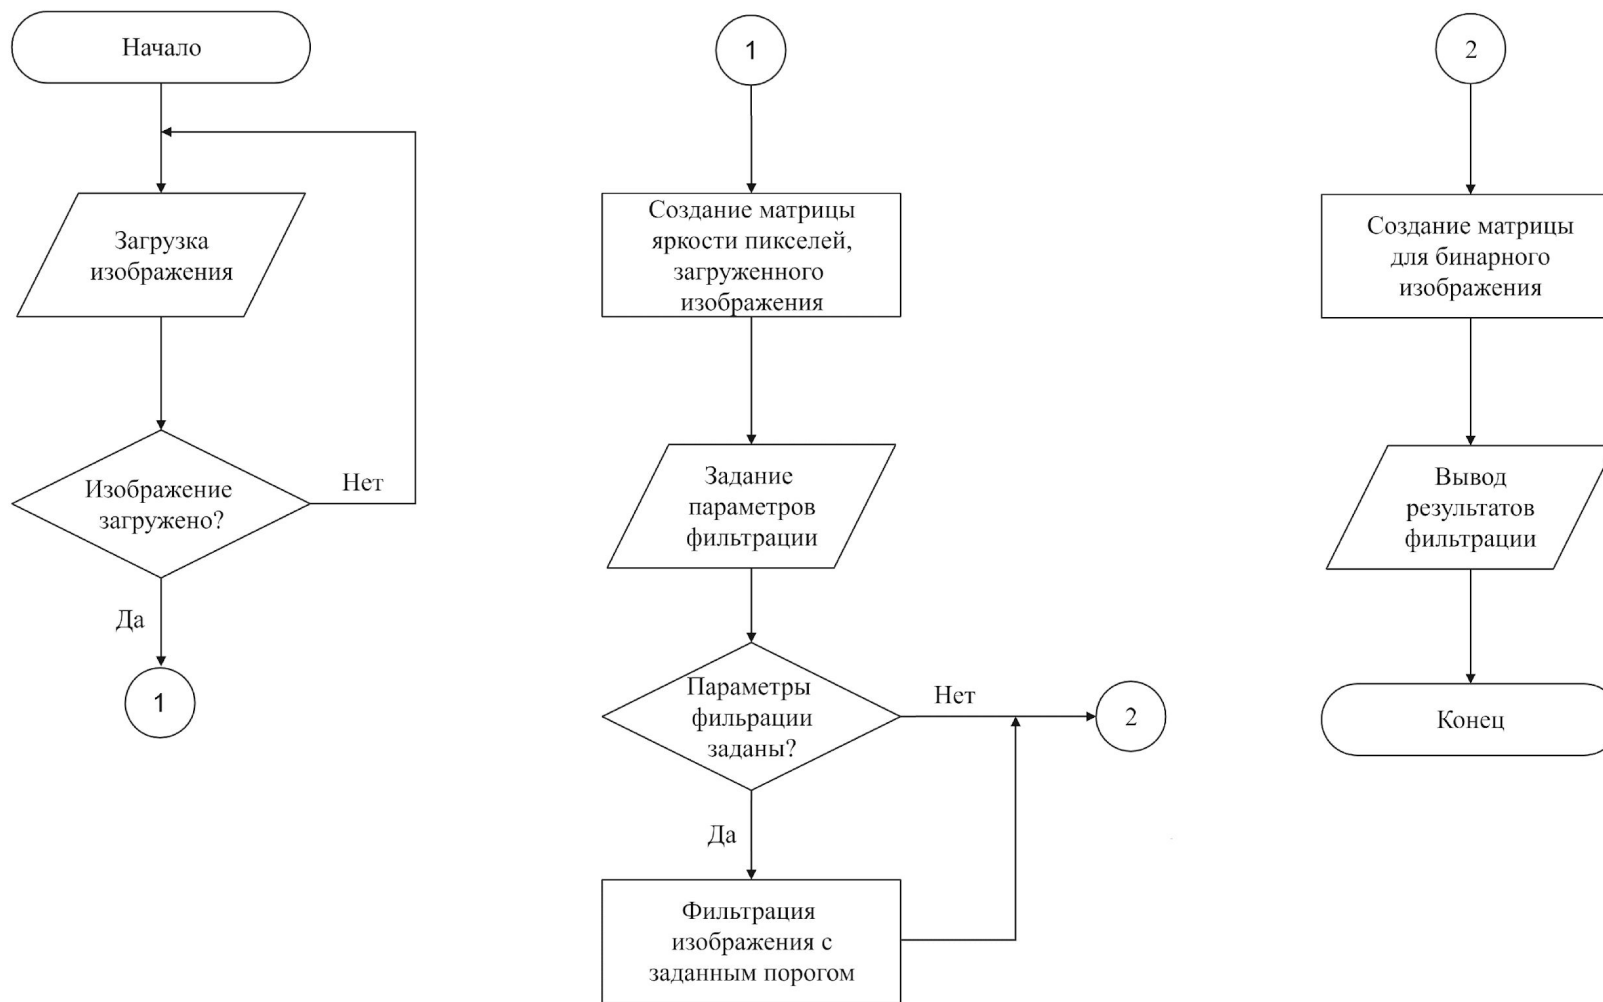 Начало
Загрузка
изображения
Изображение
загружено?
Нет
Да
1
1
Создание матрицы
яркости пикселей,
загруженного
изображения
Задание
параметров
фильтрации
Параметры
фильрации
заданы?
Нет
2
Да
Фильтрация
изображения с
заданным порогом
2
Создание матрицы
для бинарного
изображения
Вывод
результатов
фильтрации
Конец